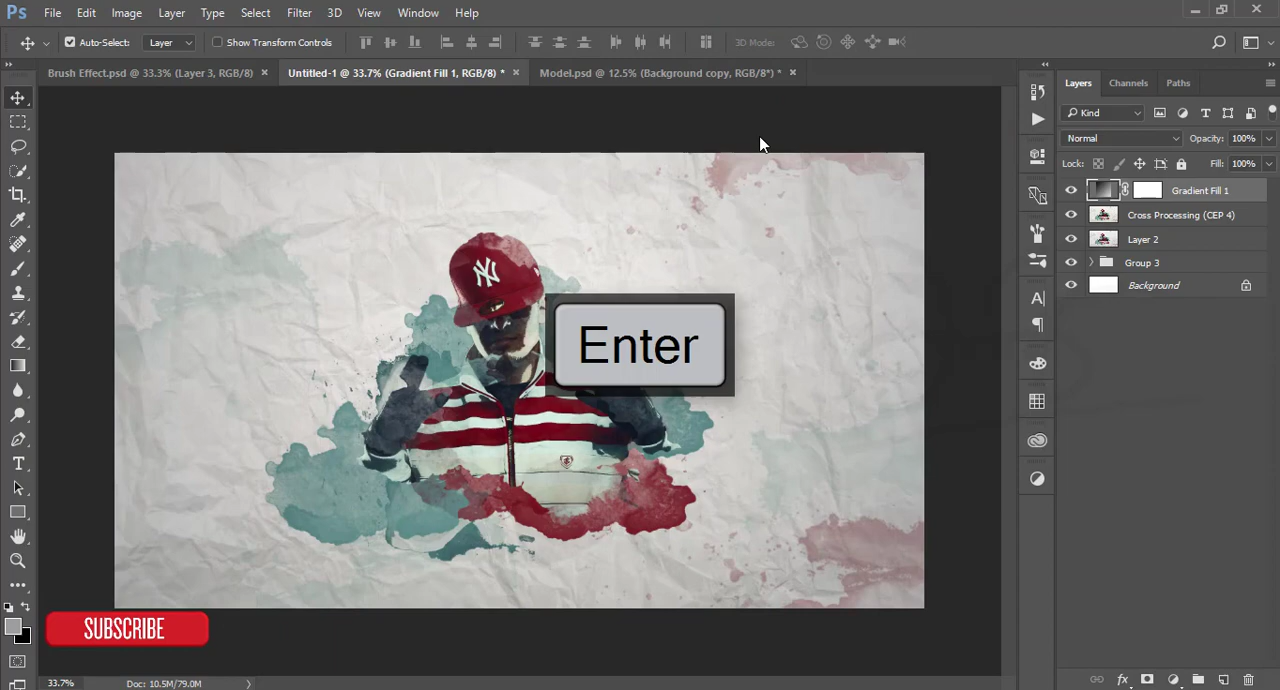 Ps File Edit Image Layer Type Select Filter 3D View Window Help
Auto-Select: Layer Show Transform Controls 3D Mode:
Brush Effect.psd @ 33.3% (Layer 3, RGB/8) × Untitled-1 @ 33.7% (Gradient Fill 1, RGB/8) * × Model.psd @ 12.5% (Background copy, RGB/8*) * ×
Layers Channels Paths
Kind
Normal Opacity: 100%
Lock: Fill: 100%
Gradient Fill 1
Cross Processing (CEP 4)
Layer 2
Group 3
Background
NY
Enter
SUBSCRIBE
33.7% Doc: 10.5M/79.0M